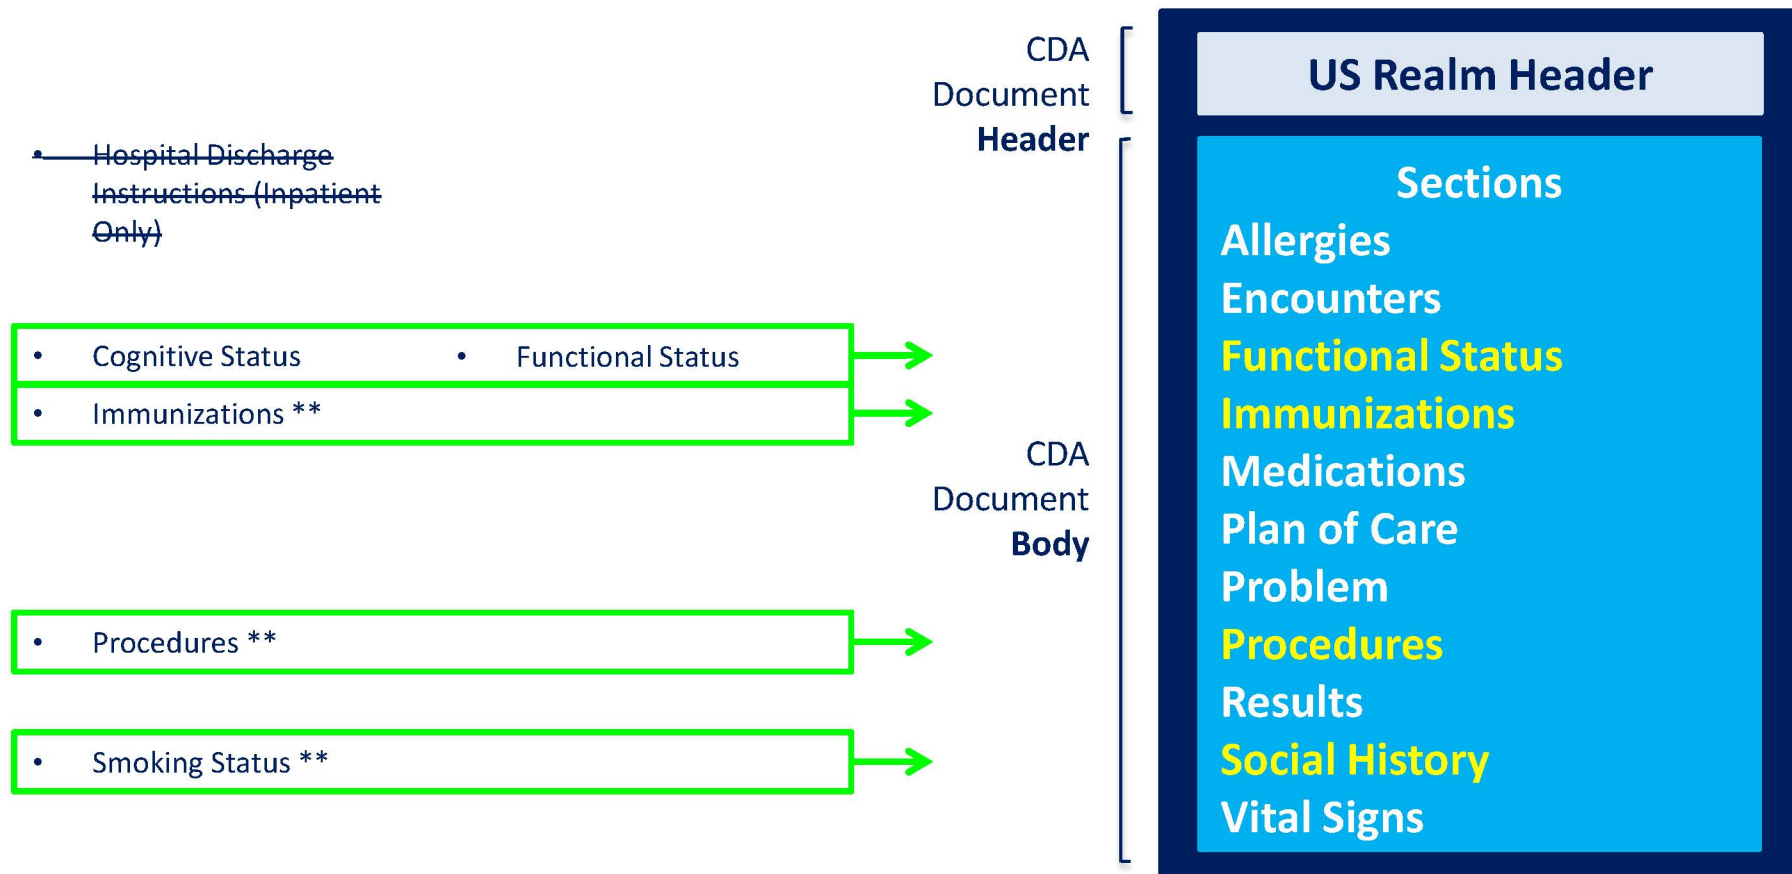 • Hospital Discharge
Instructions (Inpatient
Only)
• Cognitive Status • Functional Status
• Immunizations **
• Procedures **
• Smoking Status **
CDA
Document
Header
CDA
Document
Body
US Realm Header
Sections
Allergies
Encounters
Functional Status
Immunizations
Medications
Plan of Care
Problem
Procedures
Results
Social History
Vital Signs